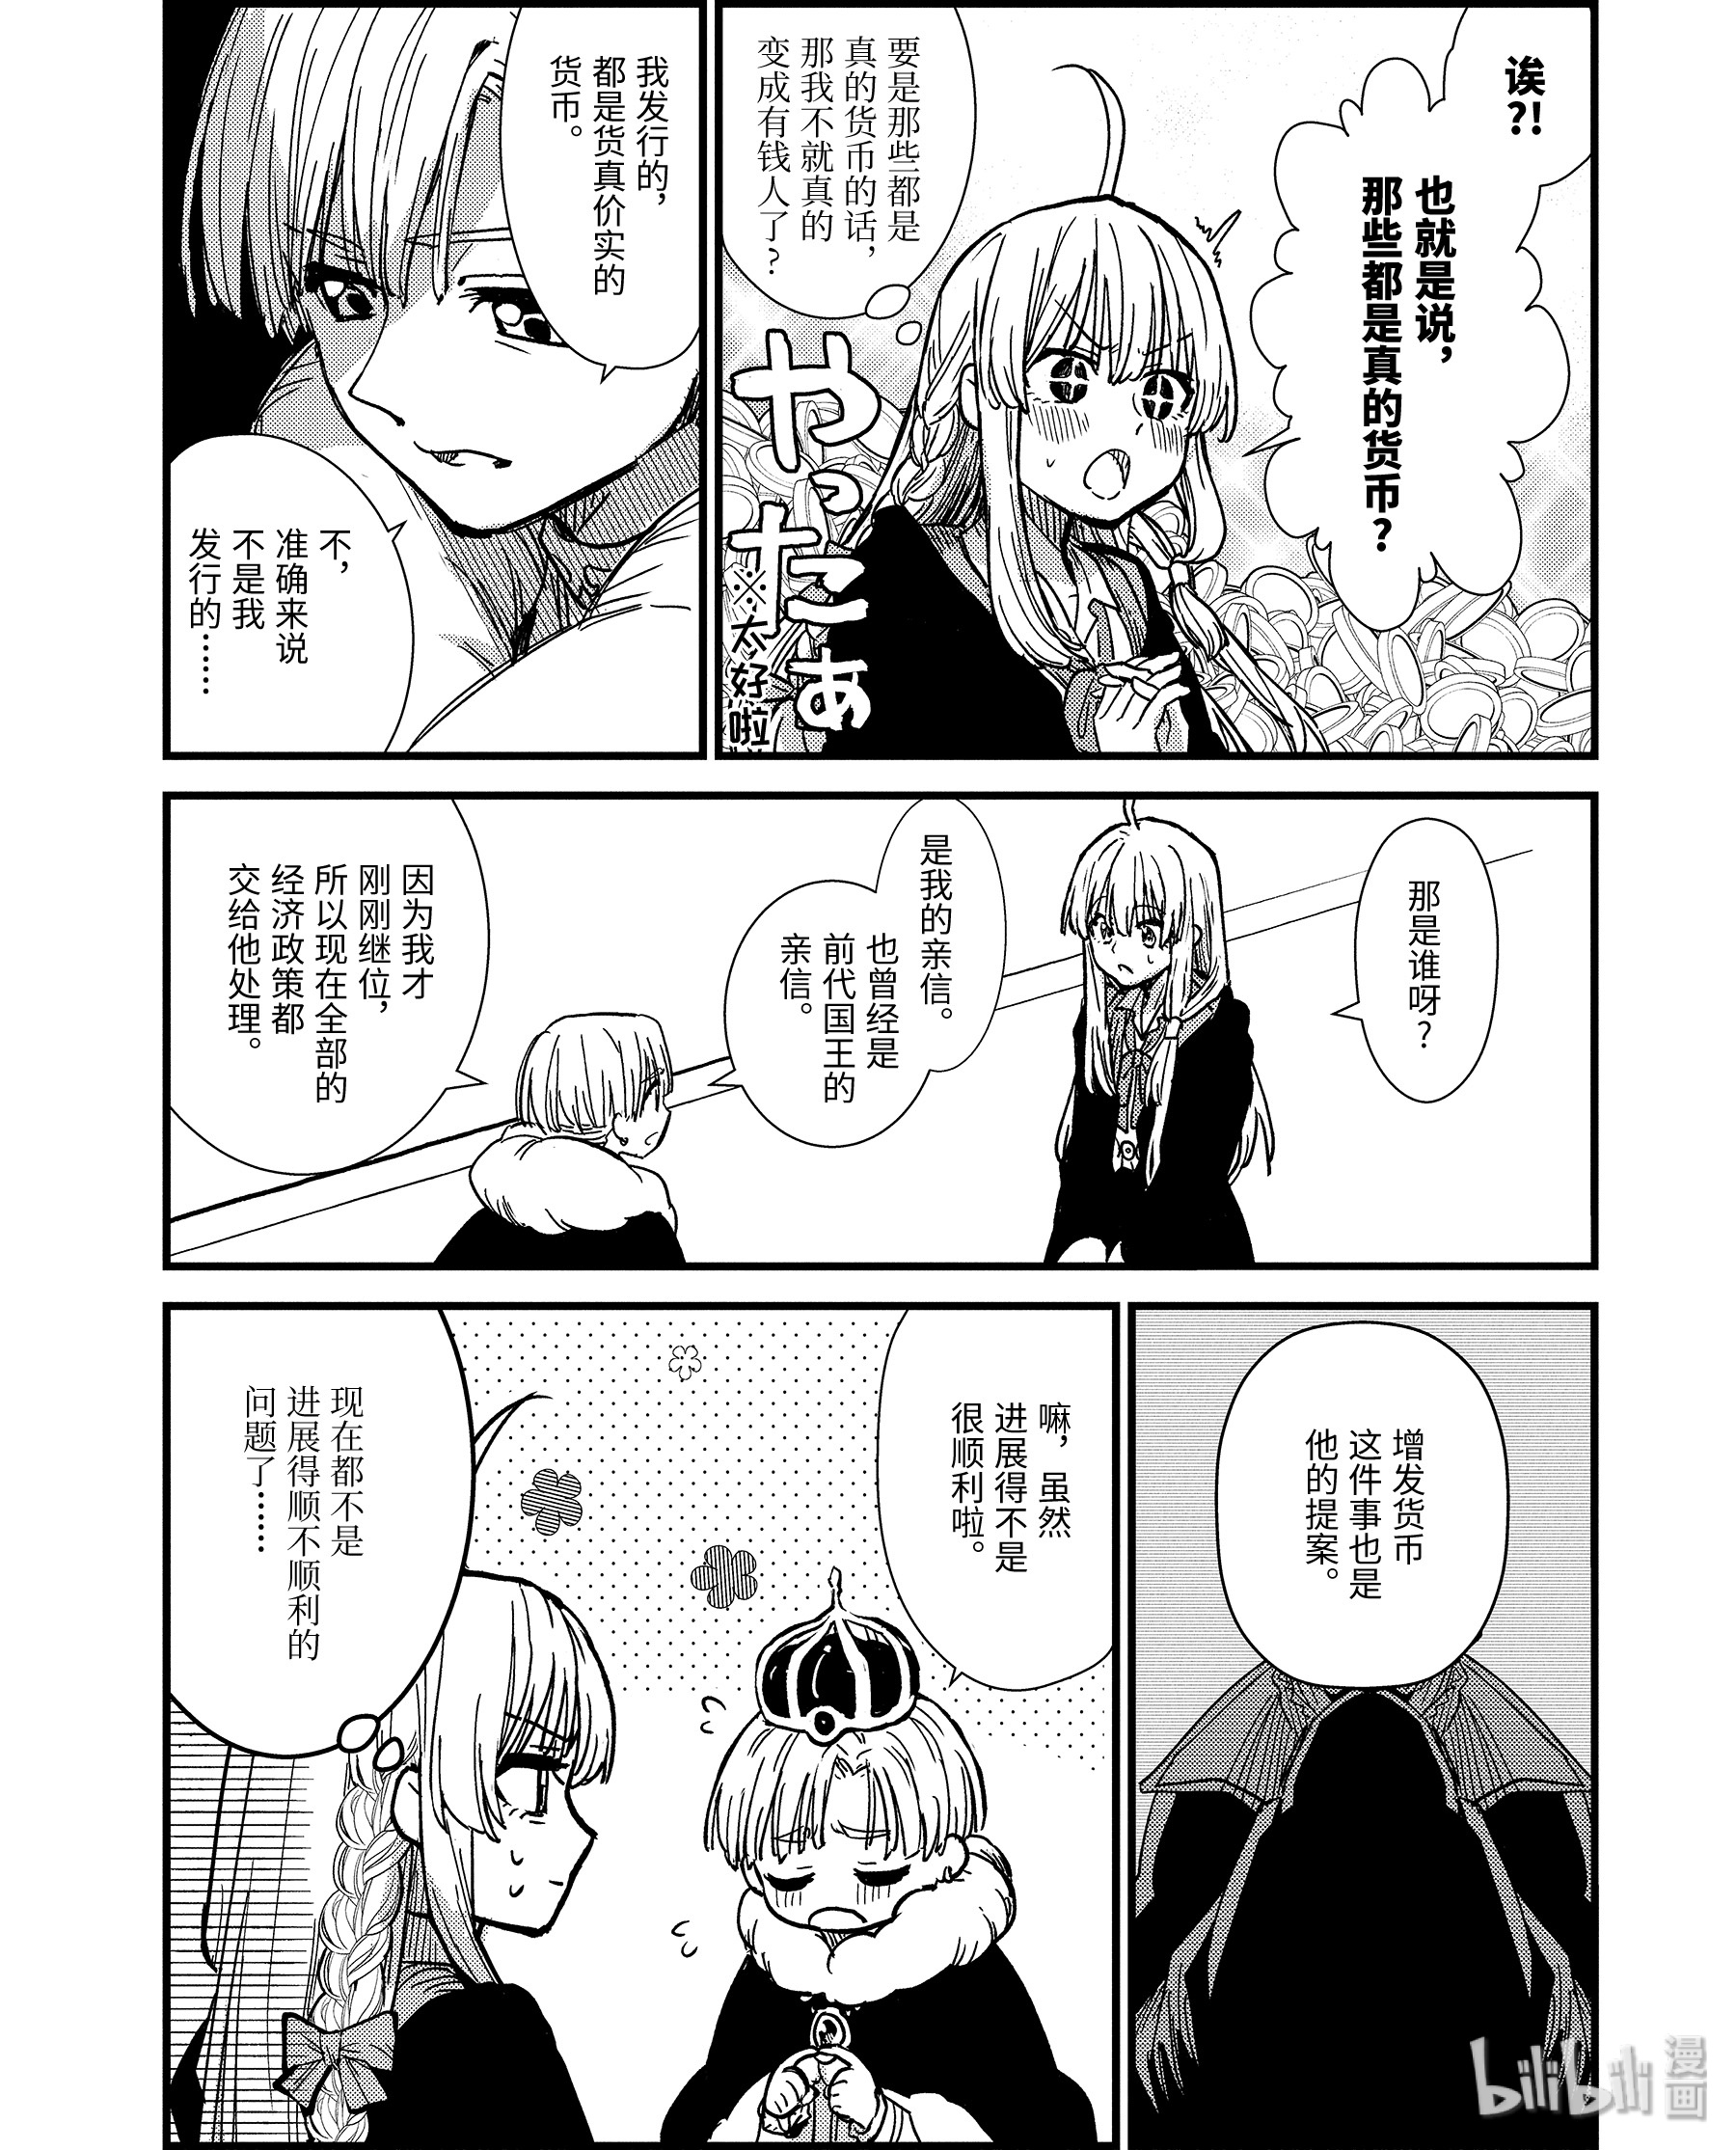 诶?!
也就是说，
那些都是真的货币？
要是那些都是
真的货币的话，
那我不就真的
变成有钱人了？
やったこぁ
※太好啦
我发行的，
都是货真价实的
货币。
不，
准确来说
不是我
发行的……
那是谁呀？
是我的亲信。
也曾经是
前代国王的
亲信。
因为我才
刚刚继位，
所以现在全部的
经济政策都
交给他处理。
增发货币
这件事也是
他的提案。
嘛，虽然
进展得不是
很顺利啦。
现在都不是
进展得顺不顺利的
问题了……
bilibili
漫画